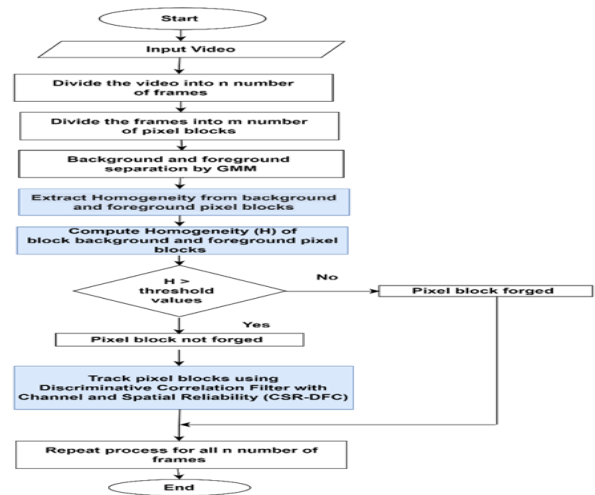 Start
Input Video
Divide the video into n number
of frames
Divide the frames into m number
of pixel blocks
Background and foreground
separation by GMM
Extract Homogeneity from background
and foreground pixel blocks
Compute Homogeneity (H) of
block background and foreground pixel
blocks
H >
threshold
values
No
Pixel block forged
Yes
Pixel block not forged
Track pixel blocks using
Discriminative Correlation Filter with
Channel and Spatial Reliability (CSR-DFC)
Repeat process for all n number of
frames
End